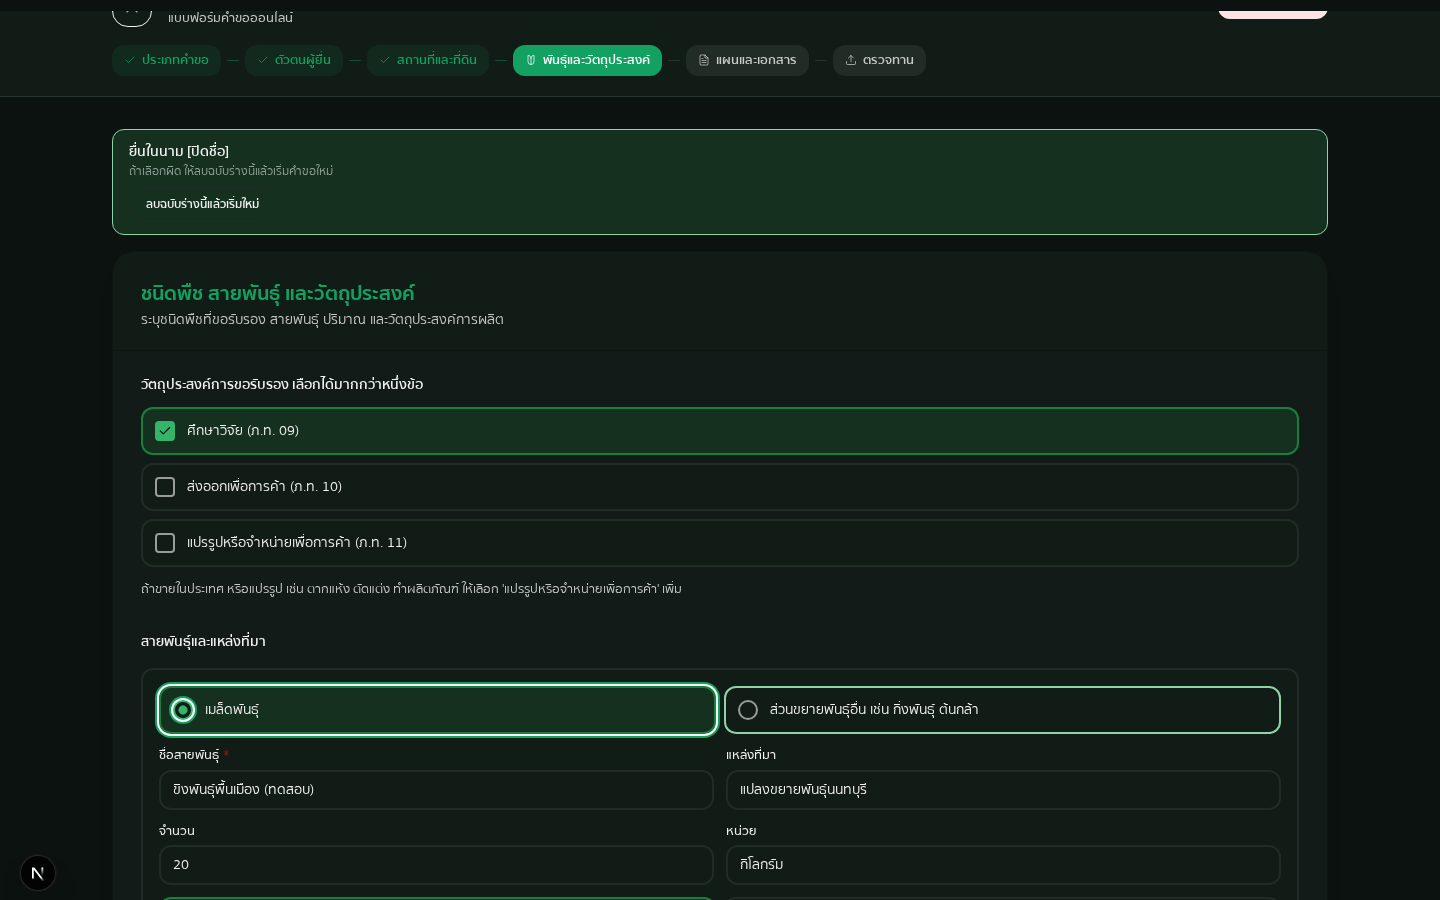 แบบฟอร์มคำขอออนไลน์
ประเภทคำขอ
ตัวตนผู้ยื่น
สถานที่และที่ดิน
พันธุ์และวัตถุประสงค์
แผนและเอกสาร
ตรวจทาน
ยื่นในนาม [ปิดชื่อ]
ถ้าเลือกผิด ให้ลบฉบับร่างนี้แล้วเริ่มคำขอใหม่
ลบฉบับร่างนี้แล้วเริ่มใหม่
ชนิดพืช สายพันธุ์ และวัตถุประสงค์
ระบุชนิดพืชที่ขอรับรอง สายพันธุ์ ปริมาณ และวัตถุประสงค์การผลิต
วัตถุประสงค์การขอรับรอง เลือกได้มากกว่าหนึ่งข้อ
ศึกษาวิจัย (ภ.ท. 09)
ส่งออกเพื่อการค้า (ภ.ท. 10)
แปรรูปหรือจำหน่ายเพื่อการค้า (ภ.ท. 11)
ถ้าขายในประเทศ หรือแปรรูป เช่น ตากแห้ง ตัดแต่ง ทำผลิตภัณฑ์ ให้เลือก 'แปรรูปหรือจำหน่ายเพื่อการค้า' เพิ่ม
สายพันธุ์และแหล่งที่มา
เมล็ดพันธุ์
ส่วนขยายพันธุ์อื่น เช่น กิ่งพันธุ์ ต้นกล้า
ชื่อสายพันธุ์ *
แหล่งที่มา
ขิงพันธุ์พื้นเมือง (ทดสอบ)
แปลงขยายพันธุ์นนทบุรี
จำนวน
หน่วย
20
กิโลกรัม
N